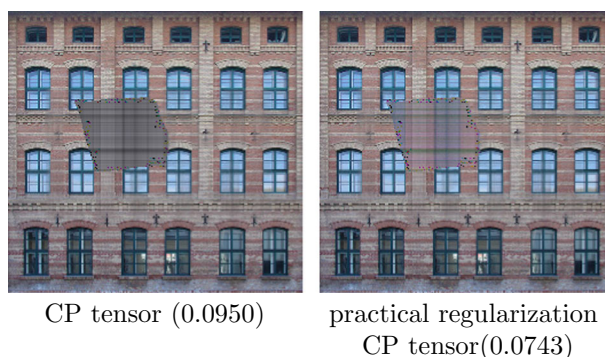 CP tensor (0.0950)
practical regularization
CP tensor(0.0743)